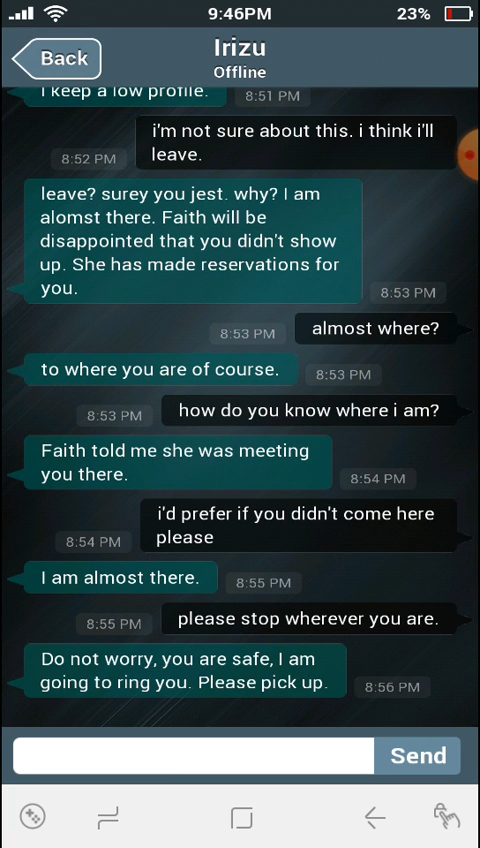 9:46PM
23%
Back
Irizu
Offline
I keep a low profile.
8:51 PM
i'm not sure about this. i think i'll
leave.
8:52 PM
leave? surey you jest. why? I am
alomst there. Faith will be
disappointed that you didn't show
up. She has made reservations for
you.
8:53 PM
almost where?
8:53 PM
to where you are of course.
8:53 PM
how do you know where i am?
8:53 PM
Faith told me she was meeting
you there.
8:54 PM
i'd prefer if you didn't come here
please
8:54 PM
I am almost there.
8:55 PM
please stop wherever you are.
8:55 PM
Do not worry, you are safe, I am
going to ring you. Please pick up.
8:56 PM
Send